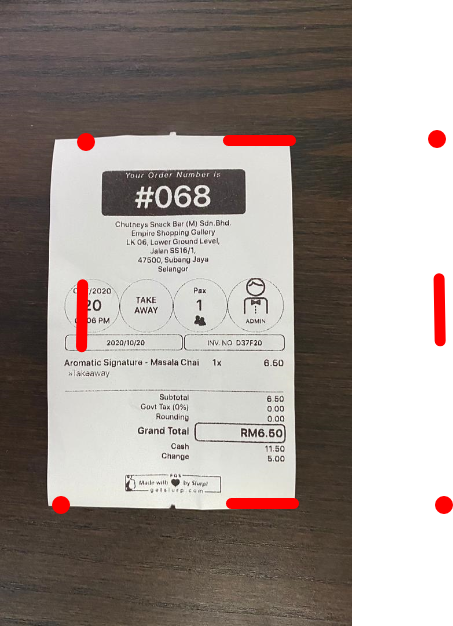 Your Order Number is
#068
Chutneys Snack Bar (M) Sdn.Bhd.
Empire Shopping Gallery
LK 06, Lower Ground Level,
Jalan SS16/1,
47500, Subang Jaya
Selangor
/2020
20
06 PM
TAKE
AWAY
Pax
1
ADMIN
2020/10/20
INV. NO. D37F20
Aromatic Signature - Masala Chai 1x 6.50
»Takeaway
Subtotal 6.50
Govt Tax (0%) 0.00
Rounding 0.00
Grand Total RM6.50
Cash 11.50
Change 5.00
POS
Made with by Slurp!
getslurp.com